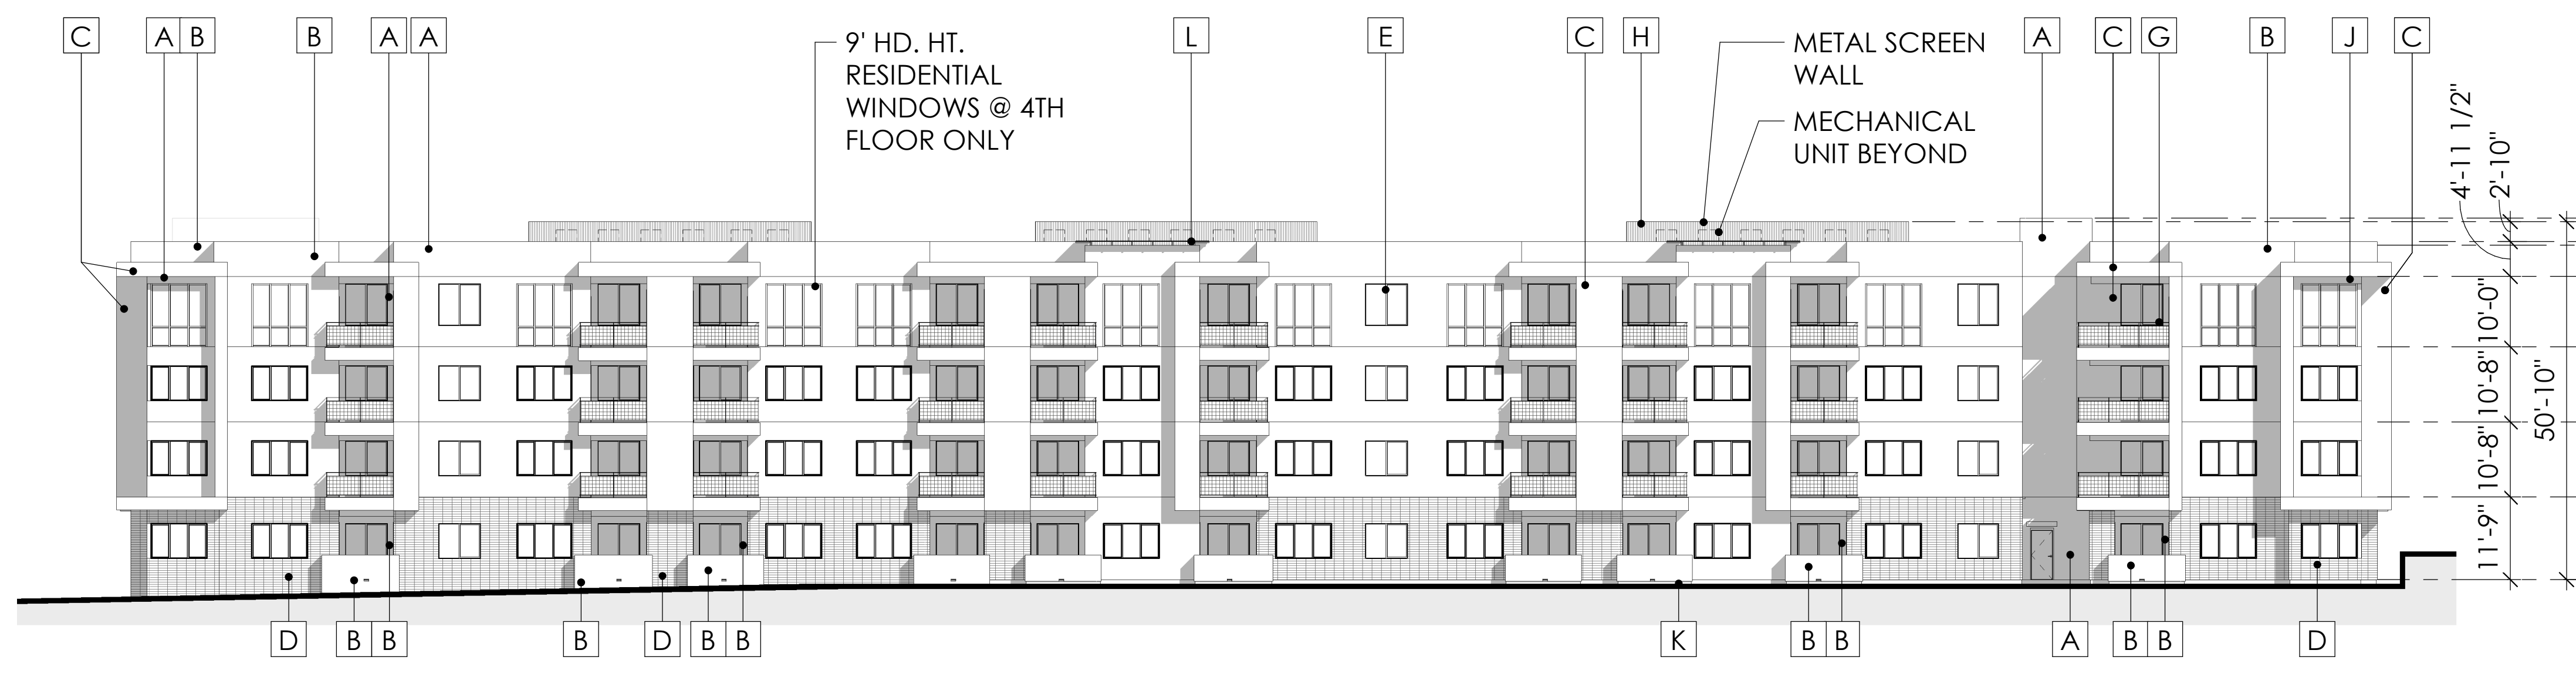 C
A B
B
A A
9' HD. HT.
RESIDENTIAL
WINDOWS @ 4TH
FLOOR ONLY
L
E
C
H
METAL SCREEN
WALL
MECHANICAL
UNIT BEYOND
A
C G
B
J
C
4'-11 1/2"
2'-10"
10'-0"
10'-8"
10'-8"
11'-9"
50'-10"
D
B B
B
D
B B
K
B B
A
B B
D